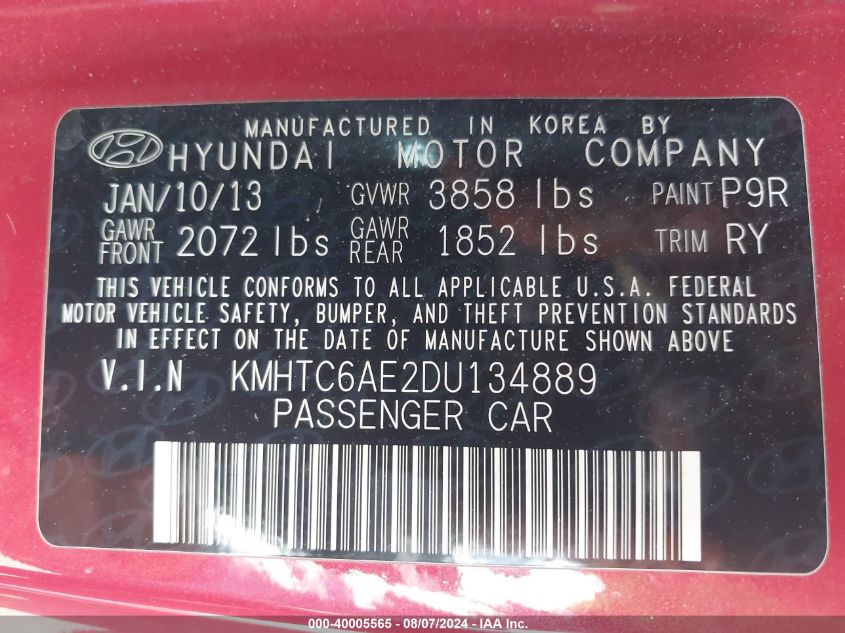 MANUFACTURED IN KOREA BY
HYUNDAI MOTOR COMPANY
JAN/10/13 GVWR 3858 lbs PAINT P9R
GAWR FRONT 2072 lbs GAWR REAR 1852 lbs TRIM RY
THIS VEHICLE CONFORMS TO ALL APPLICABLE U.S.A. FEDERAL
MOTOR VEHICLE SAFETY, BUMPER, AND THEFT PREVENTION STANDARDS
IN EFFECT ON THE DATE OF MANUFACTURE SHOWN ABOVE
V.I.N KMHTC6AE2DU134889
PASSENGER CAR
000-40005565 - 08/07/2024 - IAA Inc.